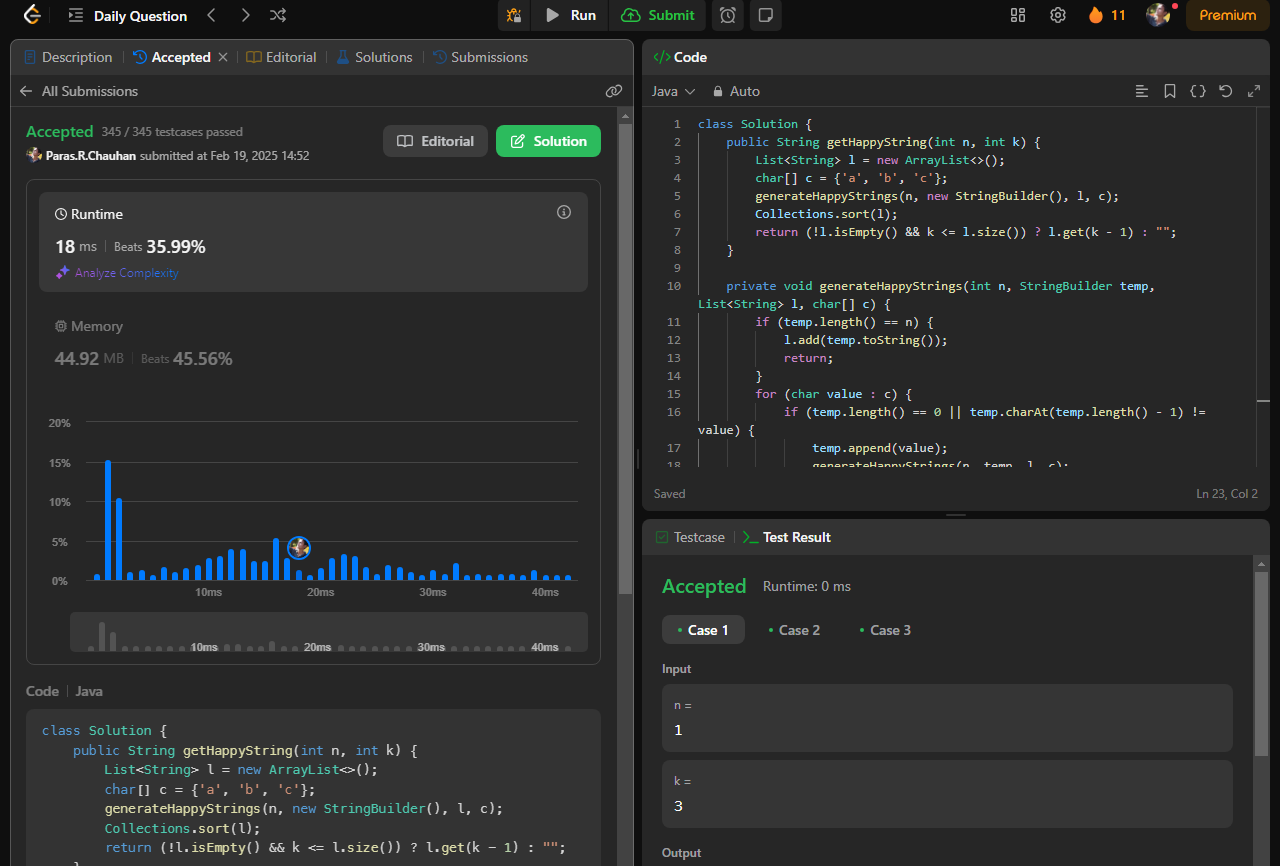 Daily Question
Run
Submit
11
Premium
Description
Accepted
Editorial
Solutions
Submissions
All Submissions
Accepted 345 / 345 testcases passed
Paras.R.Chauhan submitted at Feb 19, 2025 14:52
Editorial
Solution
Runtime
18 ms Beats 35.99%
Analyze Complexity
Memory
44.92 MB Beats 45.56%
20%
15%
10%
5%
0%
10ms 20ms 30ms 40ms
10ms 20ms 30ms 40ms
Code Java
class Solution {
public String getHappyString(int n, int k) {
List<String> l = new ArrayList<>();
char[] c = {'a', 'b', 'c'};
generateHappyStrings(n, new StringBuilder(), l, c);
Collections.sort(l);
return (!l.isEmpty() && k <= l.size()) ? l.get(k - 1) : "";
Code
Java Auto
1 class Solution {
2 public String getHappyString(int n, int k) {
3 List<String> l = new ArrayList<>();
4 char[] c = {'a', 'b', 'c'};
5 generateHappyStrings(n, new StringBuilder(), l, c);
6 Collections.sort(l);
7 return (!l.isEmpty() && k <= l.size()) ? l.get(k - 1) : "";
8 }
9
10 private void generateHappyStrings(int n, StringBuilder temp,
List<String> l, char[] c) {
11 if (temp.length() == n) {
12 l.add(temp.toString());
13 return;
14 }
15 for (char value : c) {
16 if (temp.length() == 0 || temp.charAt(temp.length() - 1) !=
value) {
17 temp.append(value);
18 generateHappyStrings(n, temp, l, c);
Saved
Ln 23, Col 2
Testcase
Test Result
Accepted Runtime: 0 ms
Case 1
Case 2
Case 3
Input
n =
1
k =
3
Output